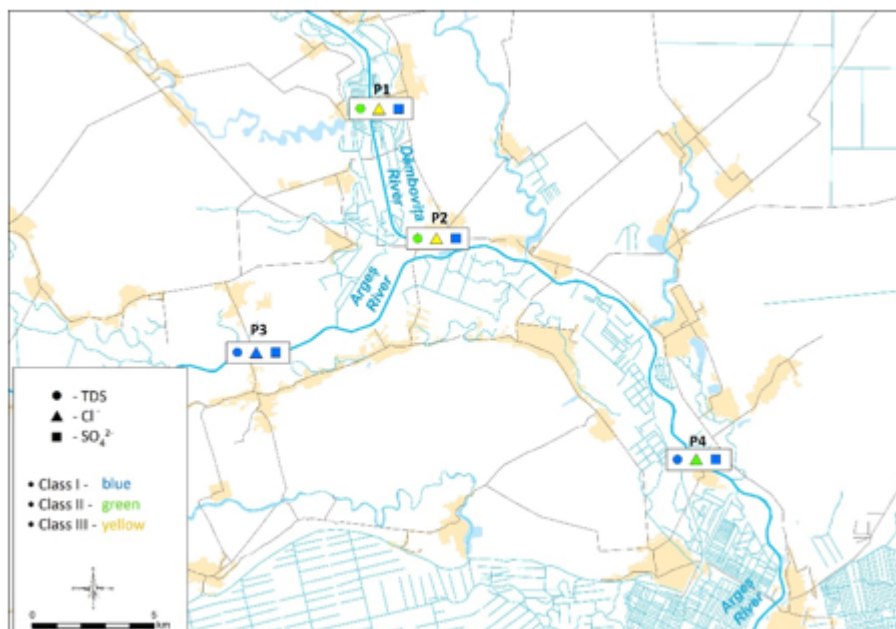 P1
Dâmbovița
River
P2
Argeș
River
P3
P4
- TDS
- Cl⁻
- SO₄²⁻
• Class I - blue
• Class II - green
• Class III - yellow
0 5
km
Argeș
River